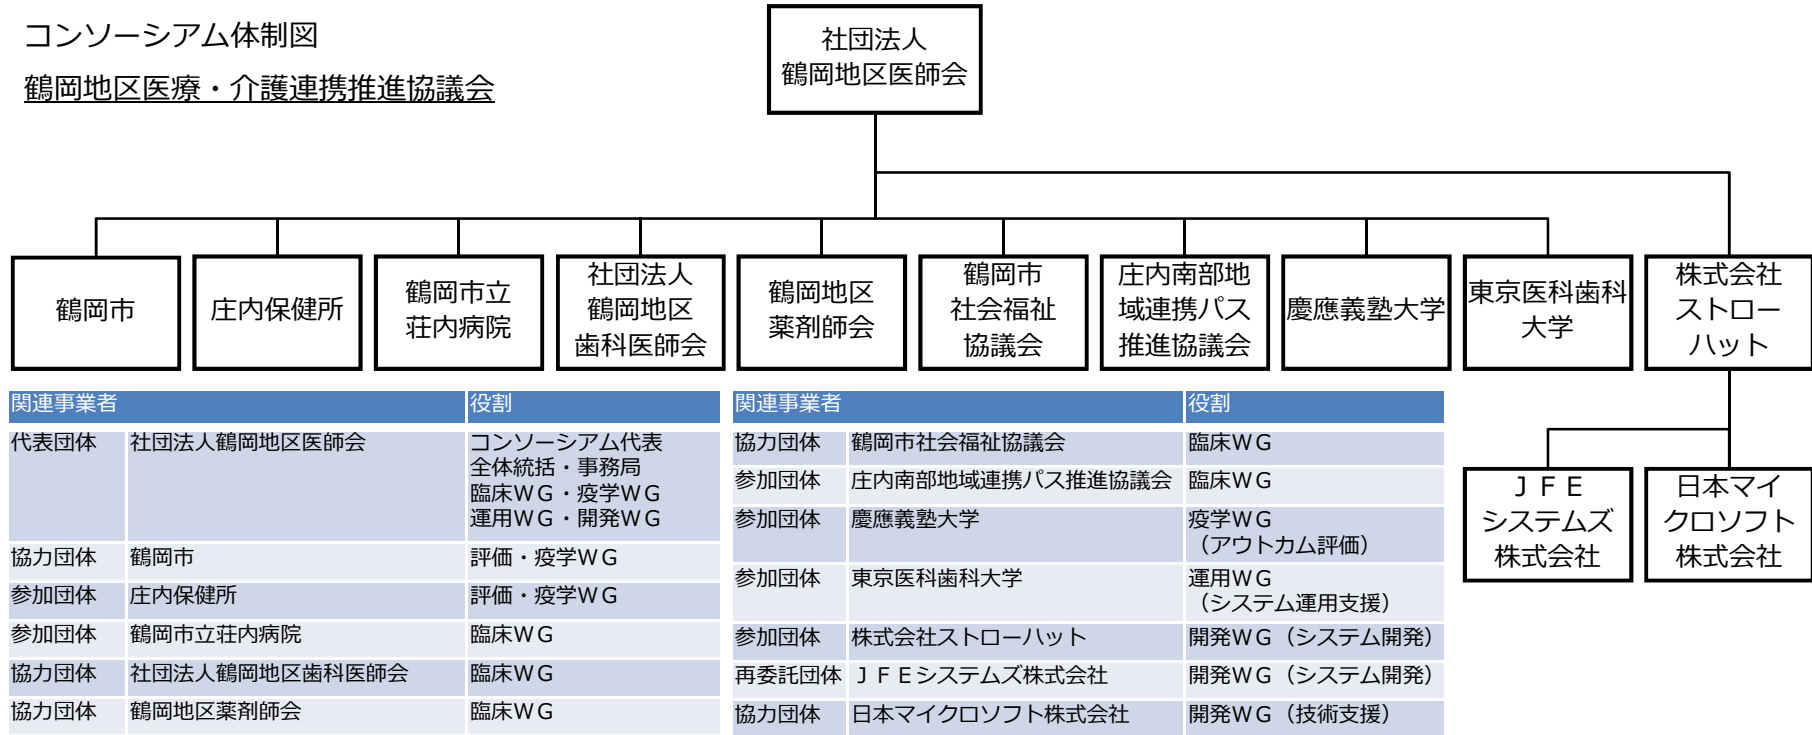 コンソーシアム体制図
鶴岡地区医療・介護連携推進協議会
社団法人
鶴岡地区医師会
鶴岡市
庄内保健所
鶴岡市立
荘内病院
社団法人
鶴岡地区
歯科医師会
鶴岡地区
薬剤師会
鶴岡市
社会福祉
協議会
庄内南部地
域連携パス
推進協議会
慶應義塾大学
東京医科歯科
大学
株式会社
ストロー
ハット
ＪＦＥ
システムズ
株式会社
日本マイ
クロソフト
株式会社
関連事業者 役割
代表団体 社団法人鶴岡地区医師会 コンソーシアム代表
全体統括・事務局
臨床ＷＧ・疫学ＷＧ
運用ＷＧ・開発ＷＧ
協力団体 鶴岡市 評価・疫学ＷＧ
参加団体 庄内保健所 評価・疫学ＷＧ
参加団体 鶴岡市立荘内病院 臨床ＷＧ
協力団体 社団法人鶴岡地区歯科医師会 臨床ＷＧ
協力団体 鶴岡地区薬剤師会 臨床ＷＧ
関連事業者 役割
協力団体 鶴岡市社会福祉協議会 臨床ＷＧ
参加団体 庄内南部地域連携パス推進協議会 臨床ＷＧ
参加団体 慶應義塾大学 疫学ＷＧ
（アウトカム評価）
参加団体 東京医科歯科大学 運用ＷＧ
（システム運用支援）
参加団体 株式会社ストローハット 開発ＷＧ（システム開発）
再委託団体 ＪＦＥシステムズ株式会社 開発ＷＧ（システム開発）
協力団体 日本マイクロソフト株式会社 開発ＷＧ（技術支援）